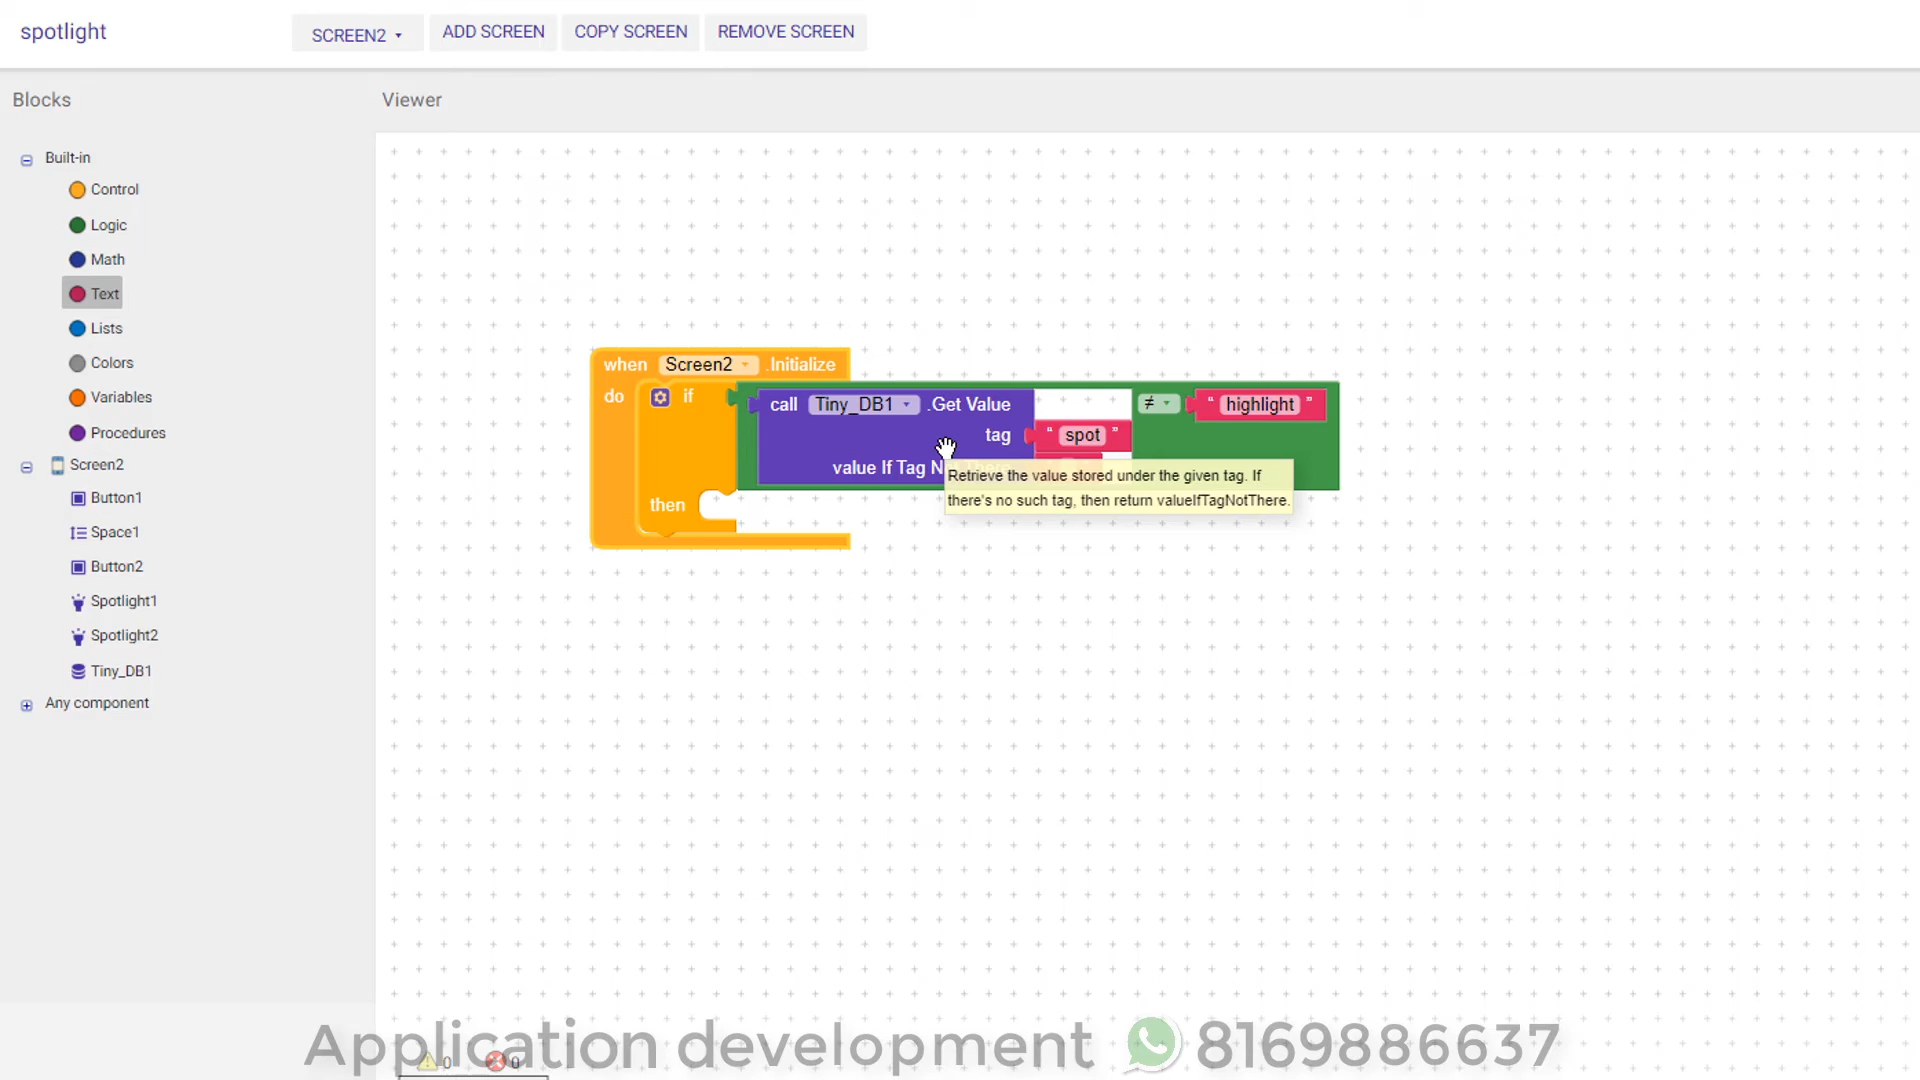 spotlight
SCREEN2
ADD SCREEN
COPY SCREEN
REMOVE SCREEN
Blocks
Viewer
Built-in
Control
Logic
Math
Text
Lists
Colors
Variables
Procedures
Screen2
Button1
Space1
Button2
Spotlight1
Spotlight2
Tiny_DB1
Any component
when Screen2 .Initialize
do if call Tiny_DB1 .Get Value ≠ “ highlight ”
tag “ spot ”
value If Tag
Retrieve the value stored under the given tag. If
there's no such tag, then return valueIfTagNotThere.
then
Application development 8169886637
0 0